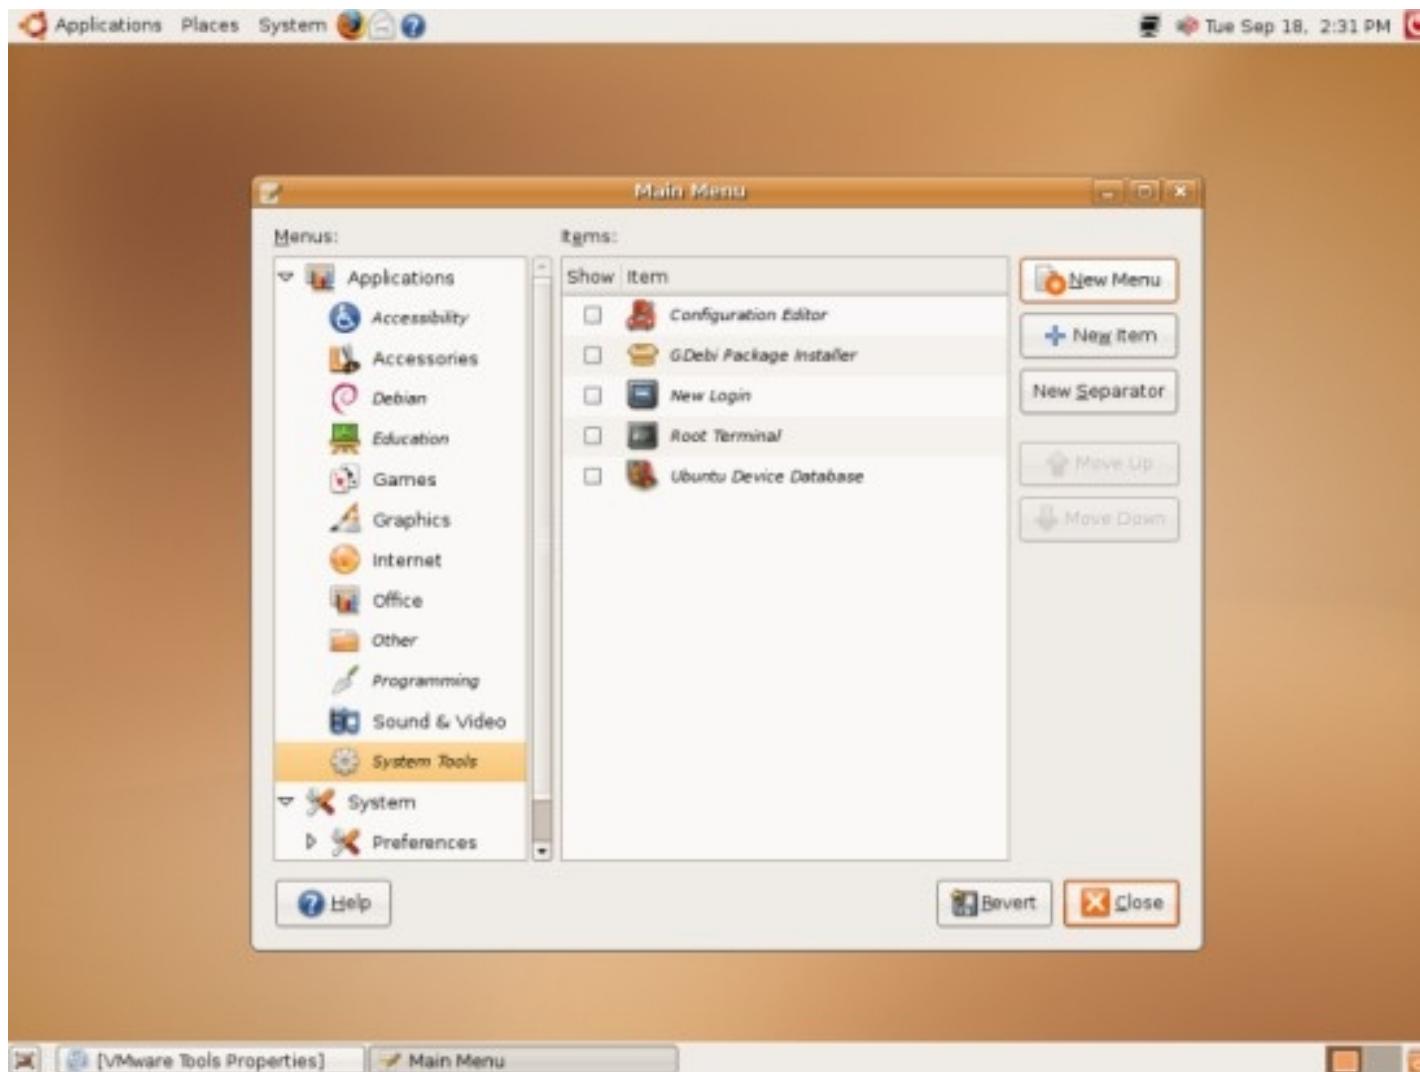 Applications Places System Tue Sep 18, 2:31 PM
Main Menu
Menus:
Items:
Applications
Accessibility
Accessories
Debian
Education
Games
Graphics
Internet
Office
Other
Programming
Sound & Video
System Tools
System
Preferences
Show Item
Configuration Editor
GDebi Package Installer
New Login
Root Terminal
Ubuntu Device Database
New Menu
New Item
New Separator
Move Up
Move Down
Help
Revert
Close
[VMware Tools Properties]
Main Menu